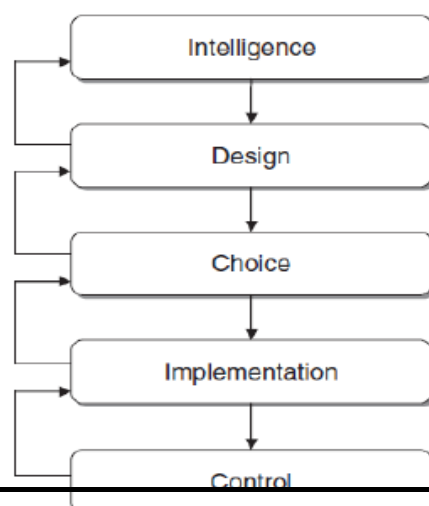 Intelligence
Design
Choice
Implementation
Control